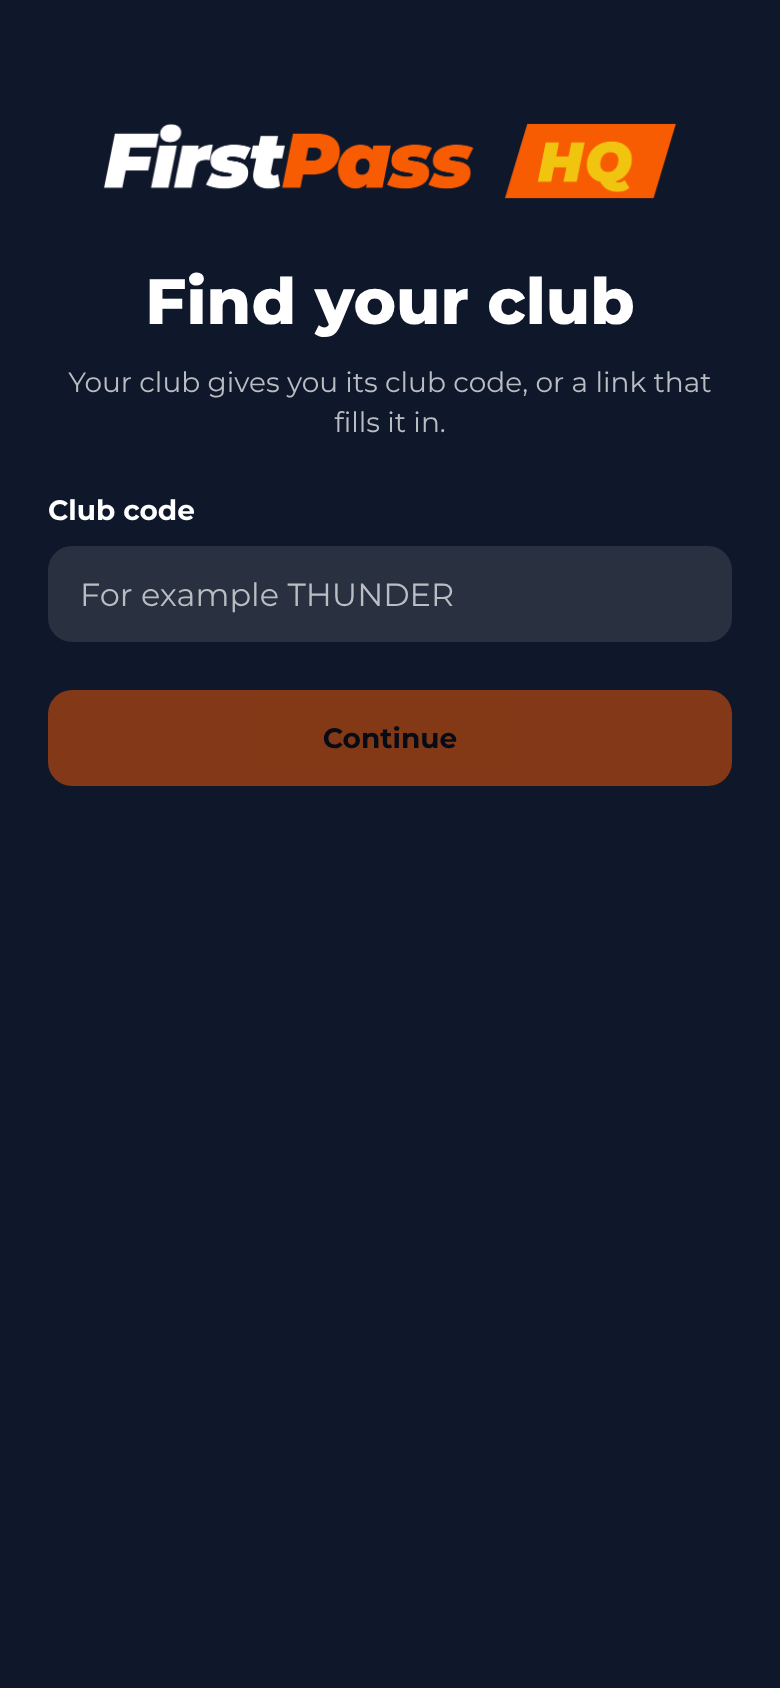 FirstPass HQ
Find your club
Your club gives you its club code, or a link that
fills it in.
Club code
For example THUNDER
Continue